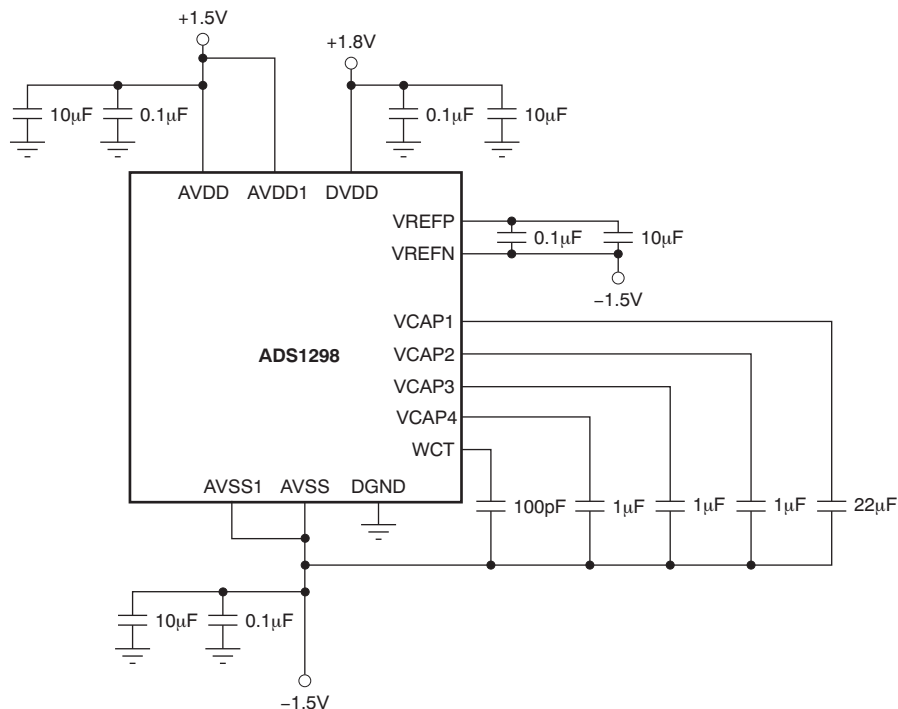 +1.5V
+1.8V
10μF 0.1μF 0.1μF 10μF
AVDD AVDD1 DVDD
VREFP
0.1μF 10μF
VREFN
−1.5V
VCAP1
ADS1298 VCAP2
VCAP3
VCAP4
WCT
AVSS1 AVSS DGND
100pF 1μF 1μF 1μF 22μF
10μF 0.1μF
−1.5V